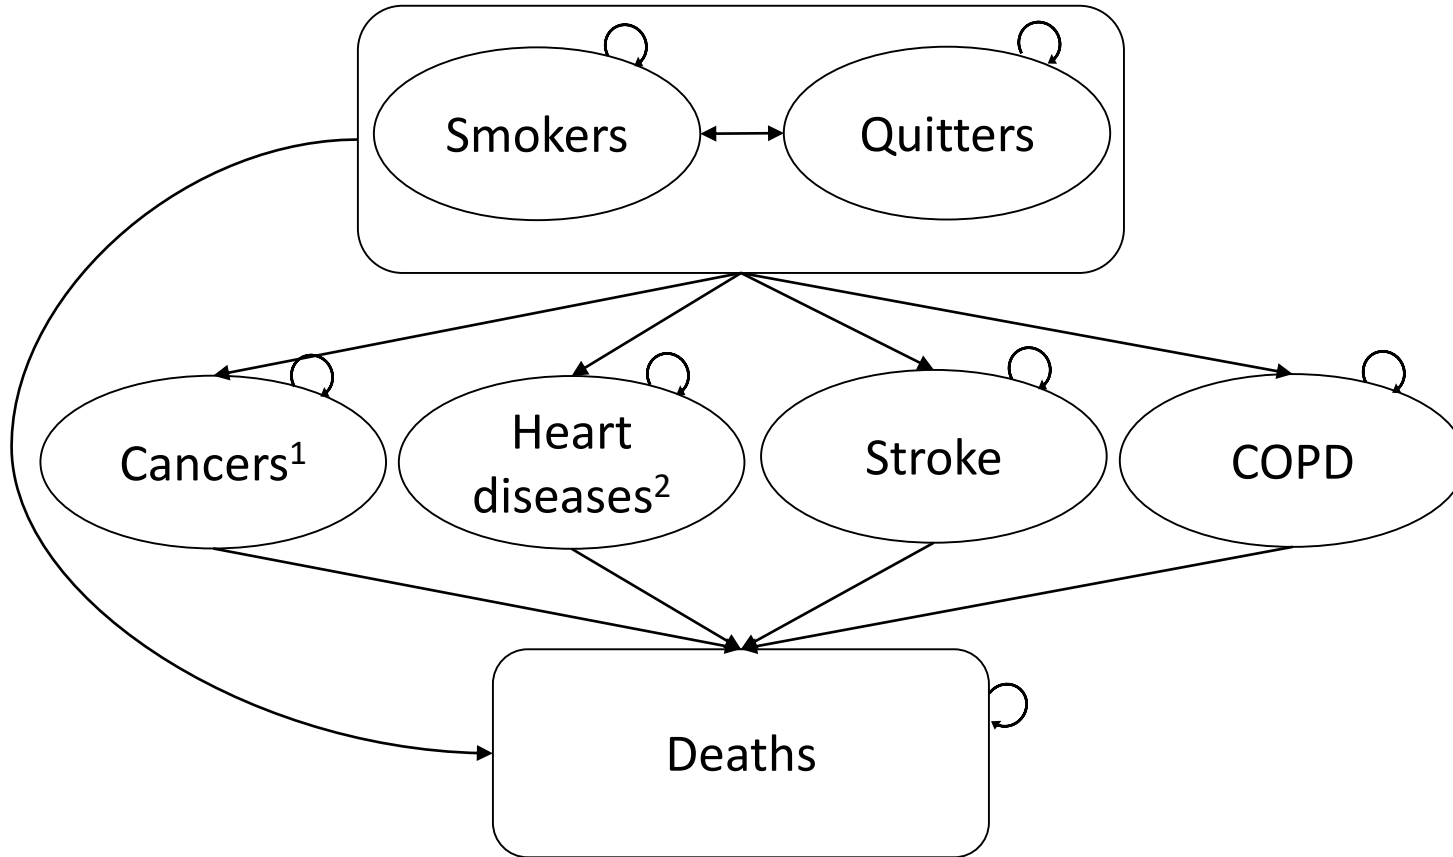 Smokers
Quitters
Cancers¹
Heart
diseases²
Stroke
COPD
Deaths